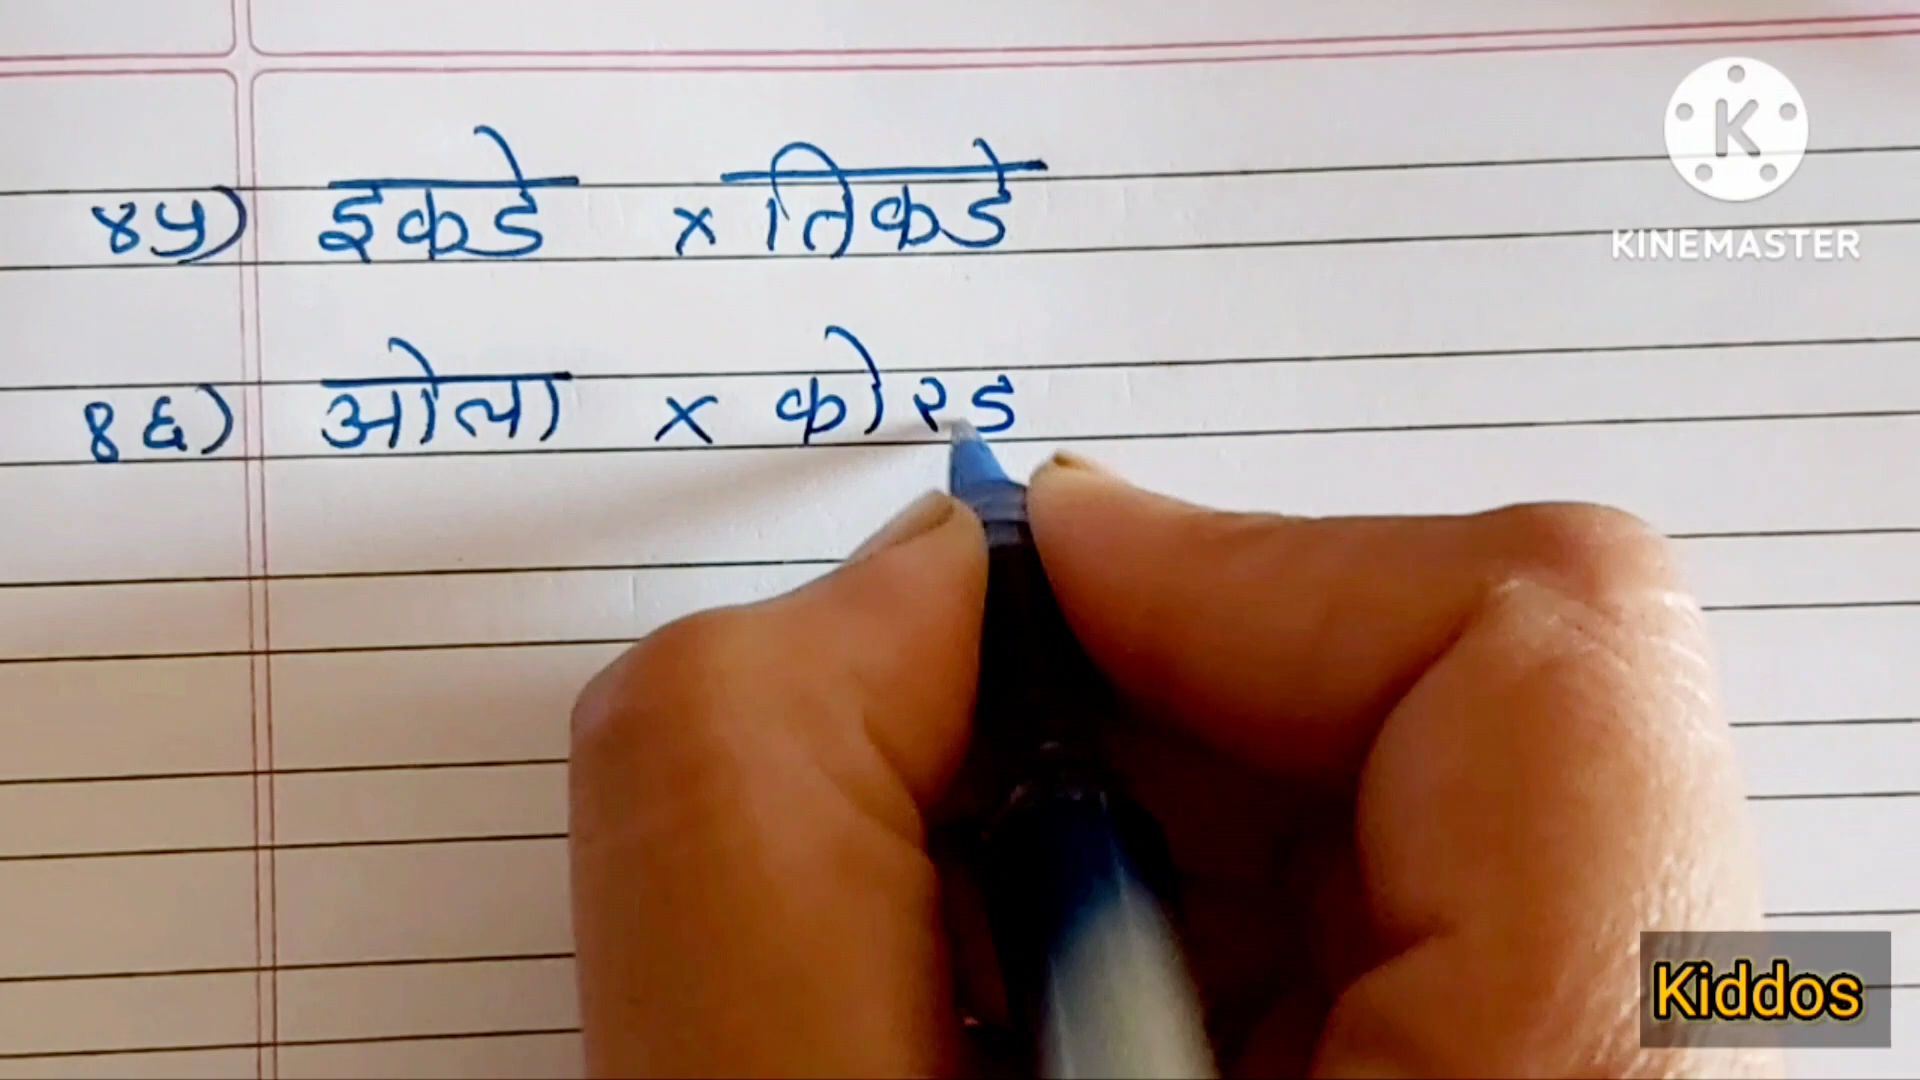 ४५) इकडे × तिकडे
४६) ओला × कोरड
K
KINEMASTER
Kiddos